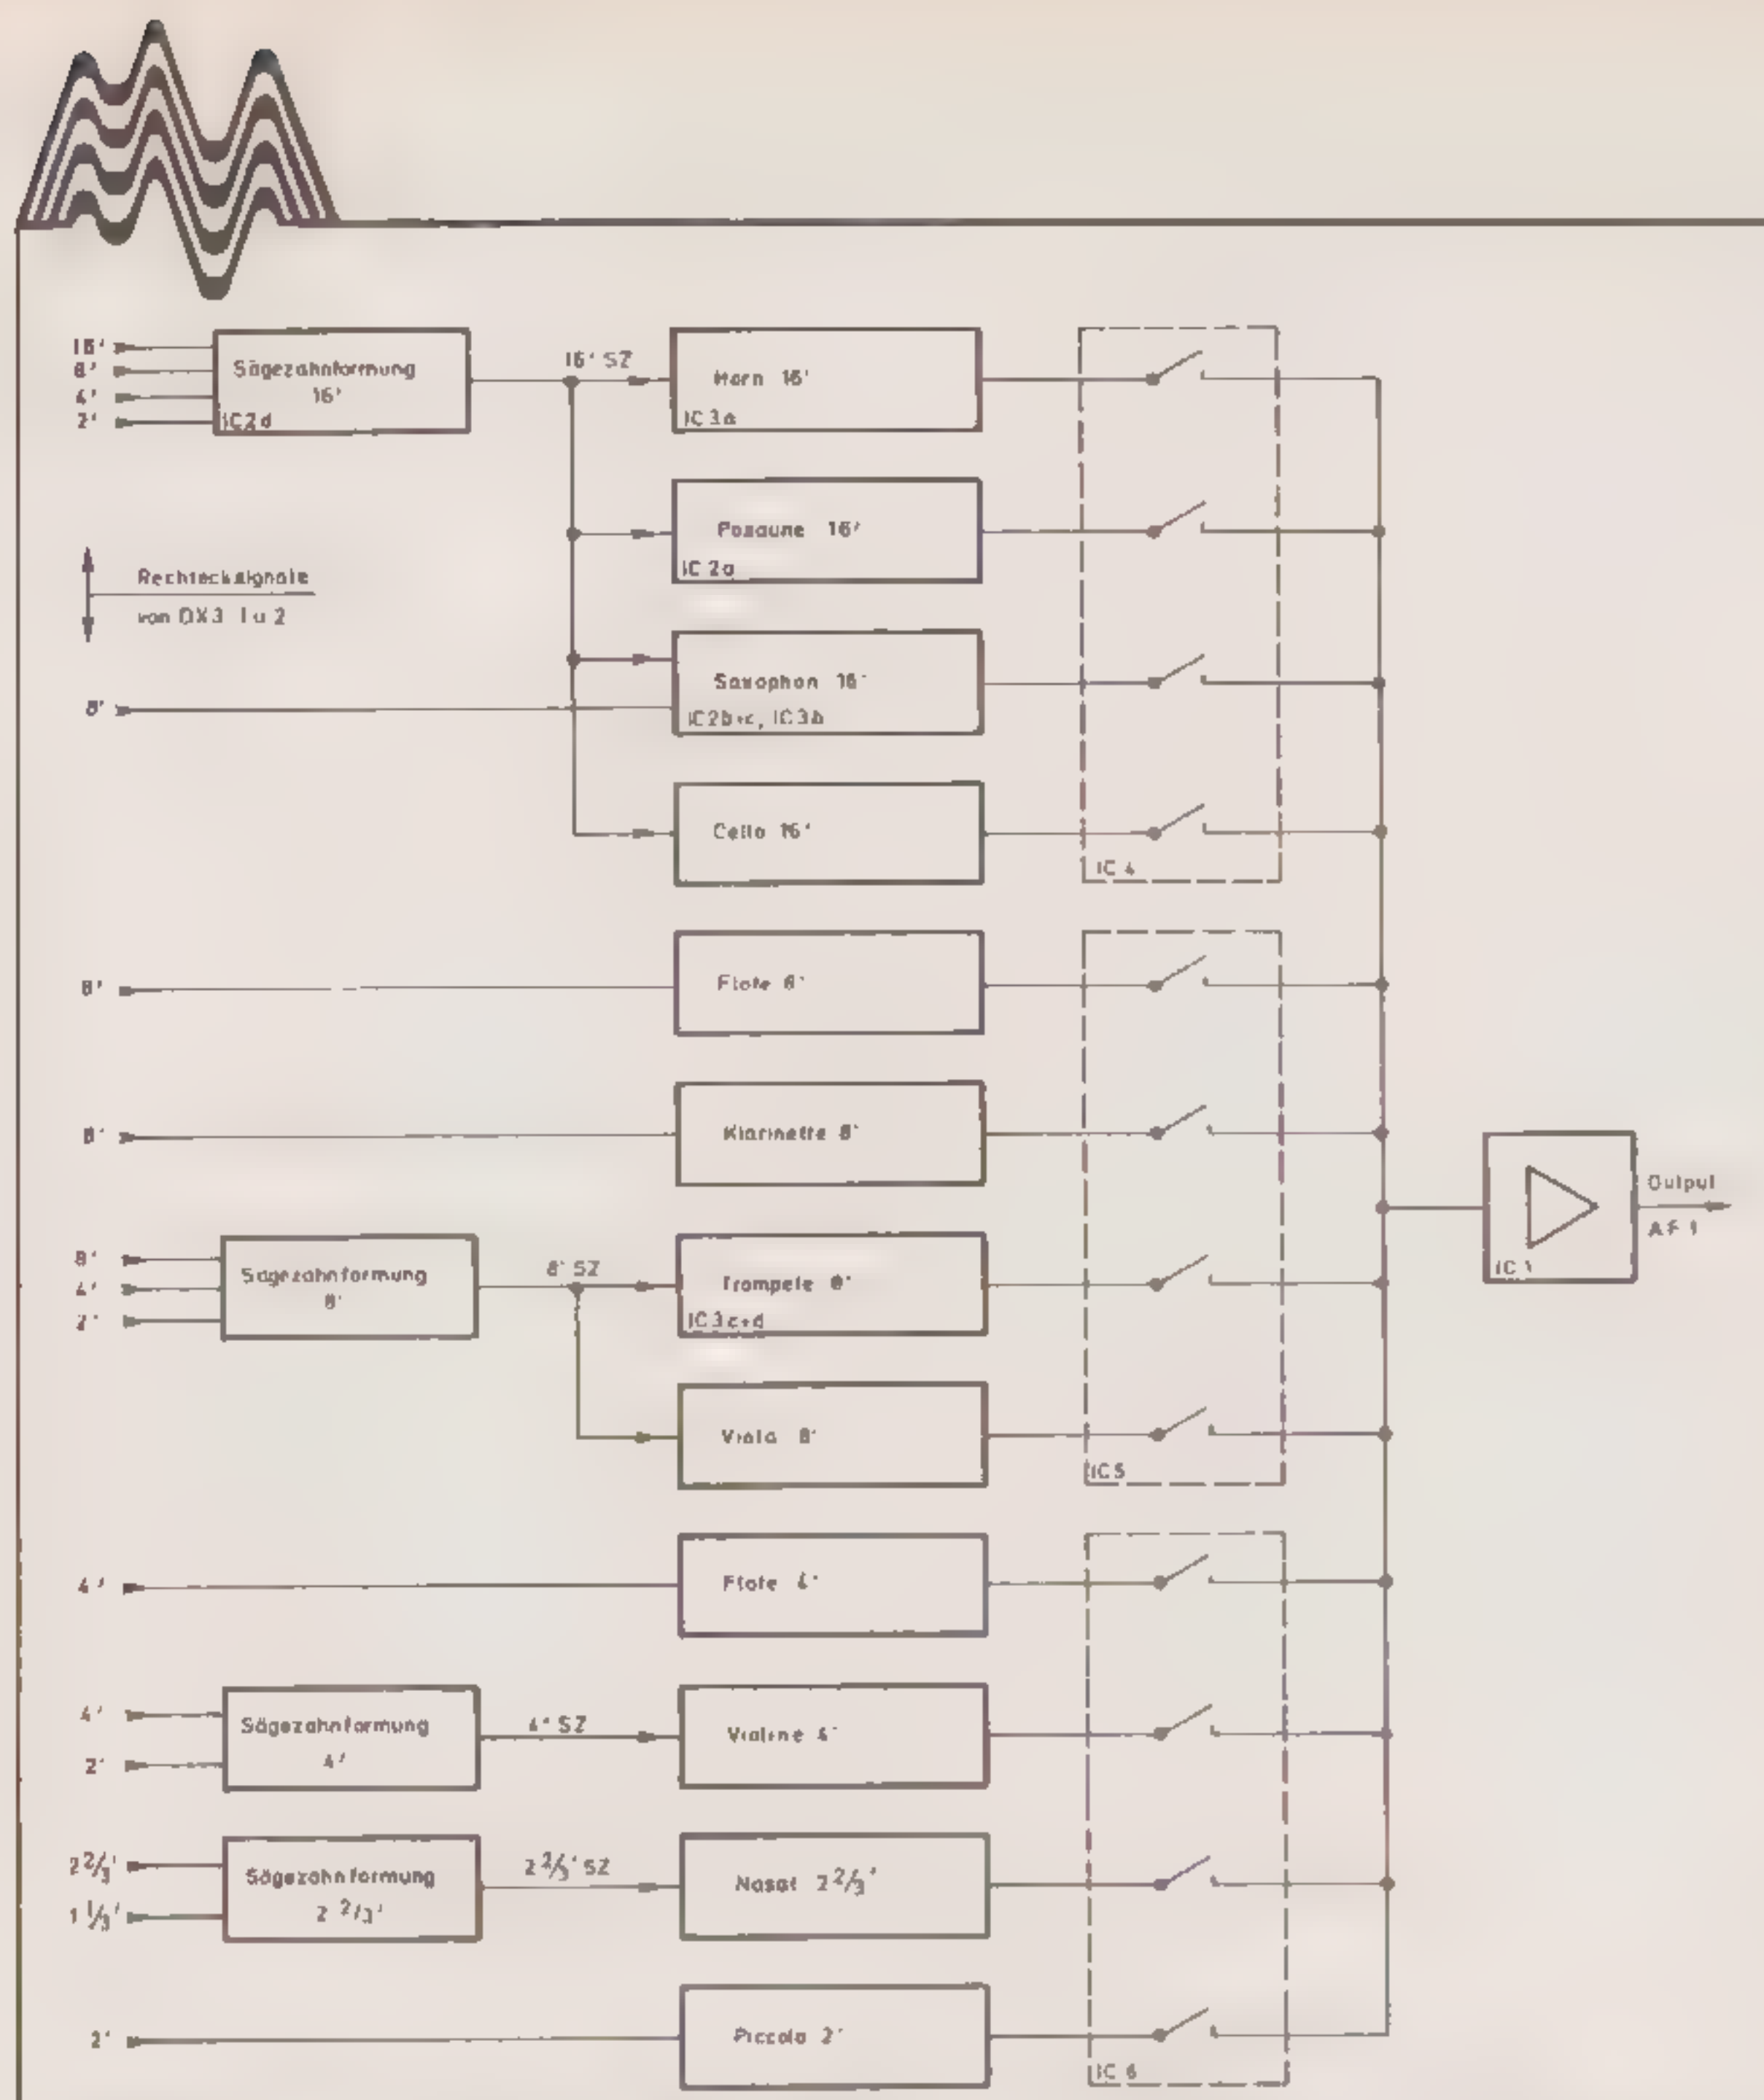 16'
8'
4'
2'
Sägezahnformung
16'
IC2d
16' SZ
Horn 16'
IC3a
Posaune 16'
IC2a
Rechtecksignale
von DX3 1u2
8'
Saxophon 16'
IC2b+c, IC3b
Cello 16'
IC4
8'
Flöte 8'
8'
Klarinette 8'
8'
4'
2'
Sägezahnformung
8'
8' SZ
Trompete 8'
IC3c+d
Output
AF1
IC1
Viola 8'
IC5
4'
Flöte 4'
4'
2'
Sägezahnformung
4'
4' SZ
Violine 4'
2 2/3'
1 1/3'
Sägezahnformung
2 2/3'
2 2/3' SZ
Nasat 2 2/3'
2'
Piccolo 2'
IC6